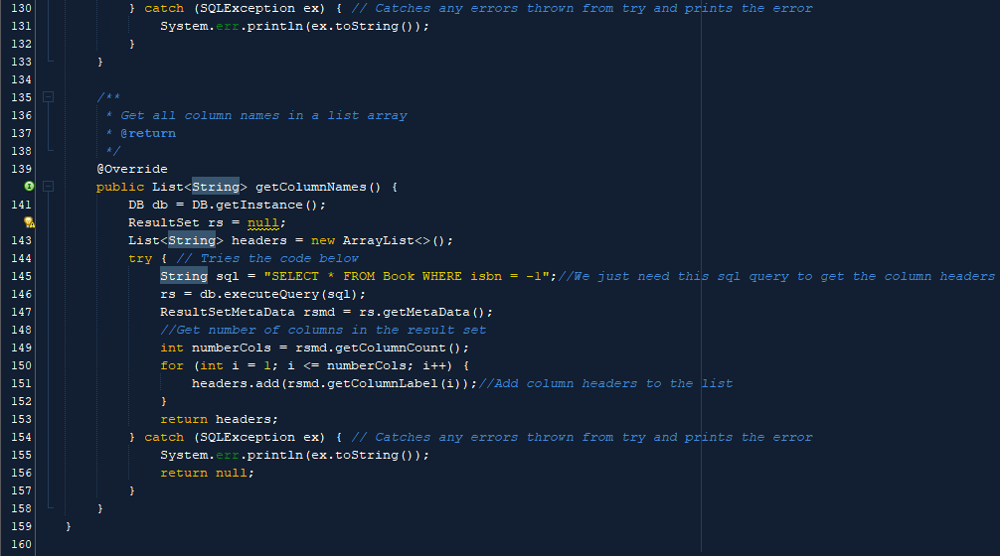 130 } catch (SQLException ex) { // Catches any errors thrown from try and prints the error
131 System.err.println(ex.toString());
132 }
133 }
134
135 /**
136 * Get all column names in a list array
137 * @return
138 */
139 @Override
public List<String> getColumnNames() {
141 DB db = DB.getInstance();
ResultSet rs = null;
143 List<String> headers = new ArrayList<>();
144 try { // Tries the code below
145 String sql = "SELECT * FROM Book WHERE isbn = -1";//We just need this sql query to get the column headers
146 rs = db.executeQuery(sql);
147 ResultSetMetaData rsmd = rs.getMetaData();
148 //Get number of columns in the result set
149 int numberCols = rsmd.getColumnCount();
150 for (int i = 1; i <= numberCols; i++) {
151 headers.add(rsmd.getColumnLabel(i));//Add column headers to the list
152 }
153 return headers;
154 } catch (SQLException ex) { // Catches any errors thrown from try and prints the error
155 System.err.println(ex.toString());
156 return null;
157 }
158 }
159 }
160